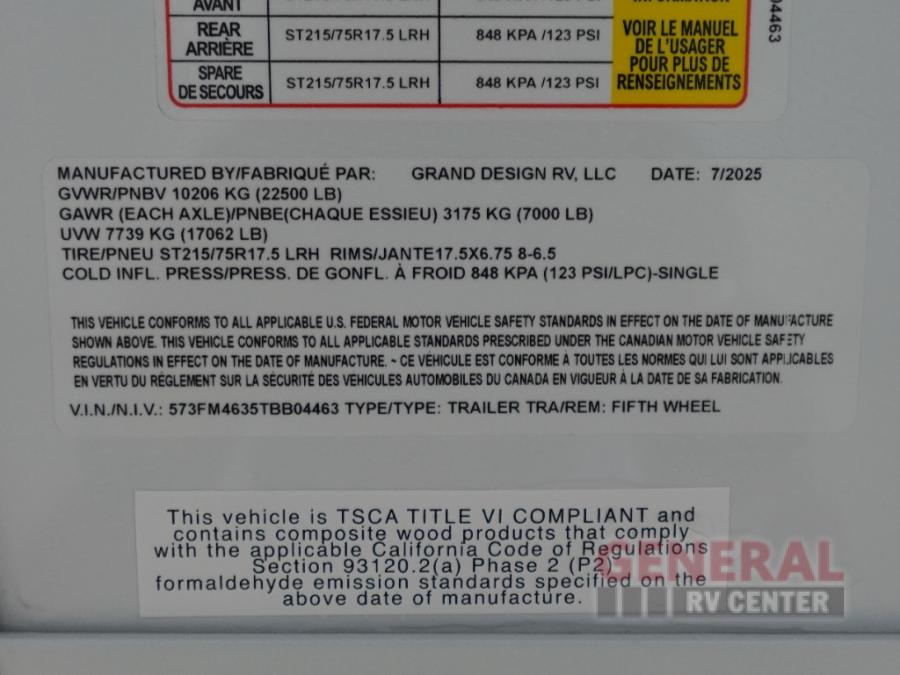 AVANT
REAR
ARRIÈRE
ST215/75R17.5 LRH
848 KPA /123 PSI
SPARE
DE SECOURS
ST215/75R17.5 LRH
848 KPA /123 PSI
VOIR LE MANUEL
DE L'USAGER
POUR PLUS DE
RENSEIGNEMENTS
04463
MANUFACTURED BY/FABRIQUÉ PAR: GRAND DESIGN RV, LLC DATE: 7/2025
GVWR/PNBV 10206 KG (22500 LB)
GAWR (EACH AXLE)/PNBE(CHAQUE ESSIEU) 3175 KG (7000 LB)
UVW 7739 KG (17062 LB)
TIRE/PNEU ST215/75R17.5 LRH RIMS/JANTE17.5X6.75 8-6.5
COLD INFL. PRESS/PRESS. DE GONFL. À FROID 848 KPA (123 PSI/LPC)-SINGLE
THIS VEHICLE CONFORMS TO ALL APPLICABLE U.S. FEDERAL MOTOR VEHICLE SAFETY STANDARDS IN EFFECT ON THE DATE OF MANUFACTURE
SHOWN ABOVE. THIS VEHICLE CONFORMS TO ALL APPLICABLE STANDARDS PRESCRIBED UNDER THE CANADIAN MOTOR VEHICLE SAFETY
REGULATIONS IN EFFECT ON THE DATE OF MANUFACTURE. ~ CE VÉHICULE EST CONFORME À TOUTES LES NORMES QUI LUI SONT APPLICABLES
EN VERTU DU RÉGLEMENT SUR LA SÉCURITÉ DES VÉHICULES AUTOMOBILES DU CANADA EN VIGUEUR À LA DATE DE SA FABRICATION.
V.I.N./N.I.V.: 573FM4635TBB04463 TYPE/TYPE: TRAILER TRA/REM: FIFTH WHEEL
This vehicle is TSCA TITLE VI COMPLIANT and
contains composite wood products that comply
with the applicable California Code of Regulations
Section 93120.2(a) Phase 2 (P2)
formaldehyde emission standards specified on the
above date of manufacture.
GENERAL
RV CENTER